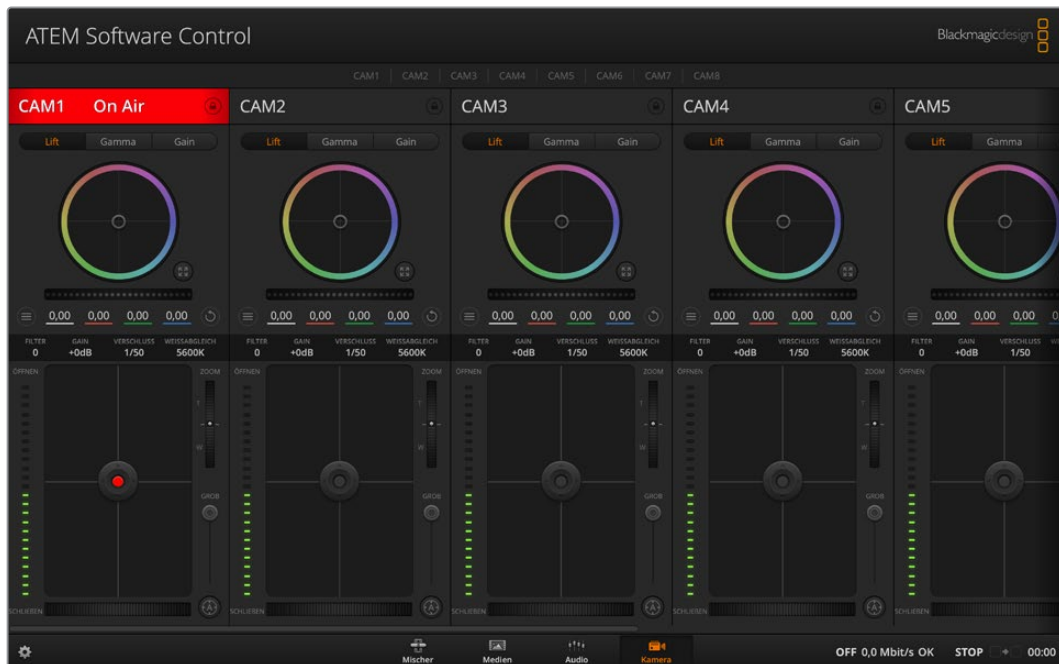 ATEM Software Control
Blackmagicdesign
CAM1 CAM2 CAM3 CAM4 CAM5 CAM6 CAM7 CAM8
CAM1 On Air CAM2 CAM3 CAM4 CAM5
Lift Gamma Gain Lift Gamma Gain Lift Gamma Gain Lift Gamma Gain Lift Gamma
0,00 0,00 0,00 0,00 0,00 0,00 0,00 0,00 0,00 0,00 0,00 0,00 0,00 0,00 0,00 0,00 0,00 0,00 0,00
FILTER GAIN VERSCHLUSS WEISSABGLEICH FILTER GAIN VERSCHLUSS WEISSABGLEICH FILTER GAIN VERSCHLUSS WEISSABGLEICH FILTER GAIN VERSCHLUSS WEISSABGLEICH FILTER GAIN VERSCHLUSS
0 +0dB 1/50 5600K 0 +0dB 1/50 5600K 0 +0dB 1/50 5600K 0 +0dB 1/50 5600K 0 +0dB 1/50
ÖFFNEN ZOOM ÖFFNEN ZOOM ÖFFNEN ZOOM ÖFFNEN ZOOM ÖFFNEN
T T T T
W W W W
GROB GROB GROB GROB
SCHLIEBEN A SCHLIEBEN A SCHLIEBEN A SCHLIEBEN A SCHLIEBEN
Mischer Medien Audio Kamera
OFF 0,0 Mbit/s OK STOP 00:00